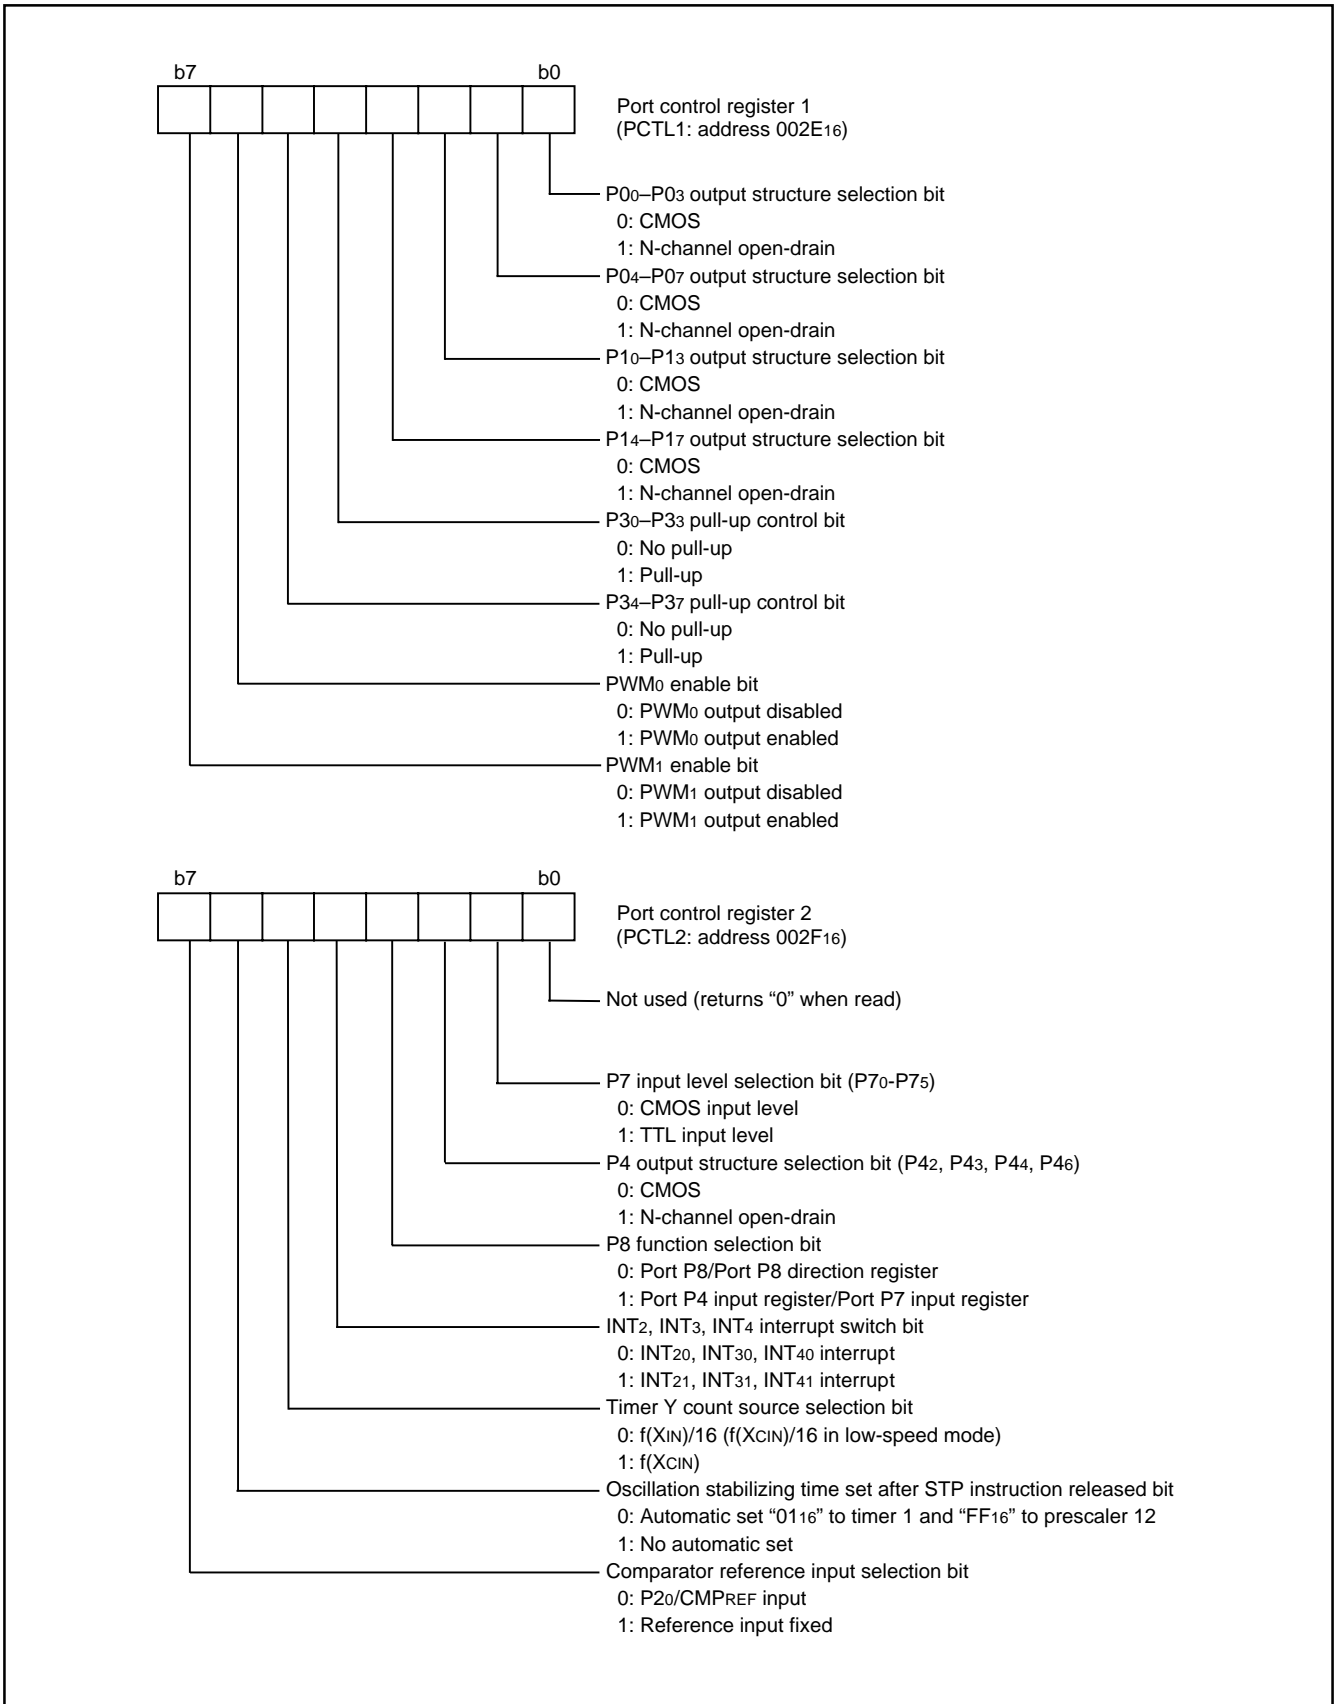 b7 b0
Port control register 1
(PCTL1: address 002E16)
P00–P03 output structure selection bit
0: CMOS
1: N-channel open-drain
P04–P07 output structure selection bit
0: CMOS
1: N-channel open-drain
P10–P13 output structure selection bit
0: CMOS
1: N-channel open-drain
P14–P17 output structure selection bit
0: CMOS
1: N-channel open-drain
P30–P33 pull-up control bit
0: No pull-up
1: Pull-up
P34–P37 pull-up control bit
0: No pull-up
1: Pull-up
PWM0 enable bit
0: PWM0 output disabled
1: PWM0 output enabled
PWM1 enable bit
0: PWM1 output disabled
1: PWM1 output enabled
b7 b0
Port control register 2
(PCTL2: address 002F16)
Not used (returns “0” when read)
P7 input level selection bit (P70-P75)
0: CMOS input level
1: TTL input level
P4 output structure selection bit (P42, P43, P44, P46)
0: CMOS
1: N-channel open-drain
P8 function selection bit
0: Port P8/Port P8 direction register
1: Port P4 input register/Port P7 input register
INT2, INT3, INT4 interrupt switch bit
0: INT20, INT30, INT40 interrupt
1: INT21, INT31, INT41 interrupt
Timer Y count source selection bit
0: f(XIN)/16 (f(XCIN)/16 in low-speed mode)
1: f(XCIN)
Oscillation stabilizing time set after STP instruction released bit
0: Automatic set “0116” to timer 1 and “FF16” to prescaler 12
1: No automatic set
Comparator reference input selection bit
0: P20/CMPREF input
1: Reference input fixed